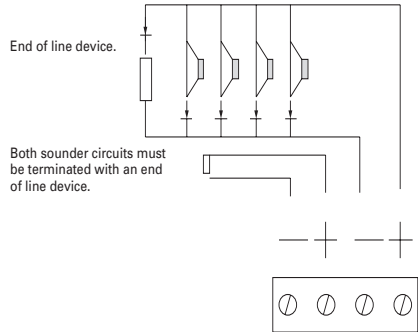 End of line device.
Both sounder circuits must
be terminated with an end
of line device.